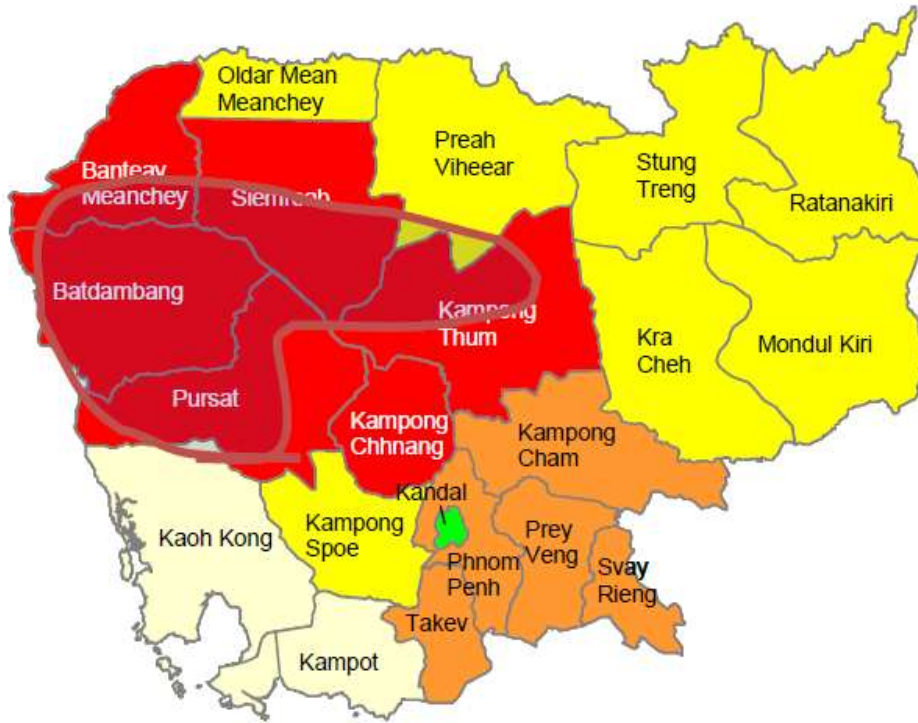 Oldar Mean
Meanchey
Preah
Viheear
Stung
Treng
Ratanakiri
Banteay
Meanchey
Siemreab
Batdambang
Kampong
Thum
Kra
Cheh
Mondul Kiri
Pursat
Kampong
Chhnang
Kampong
Cham
Kandal
Kaoh Kong
Kampong
Spoe
Prey
Veng
Phnom
Penh
Svay
Rieng
Takev
Kampot